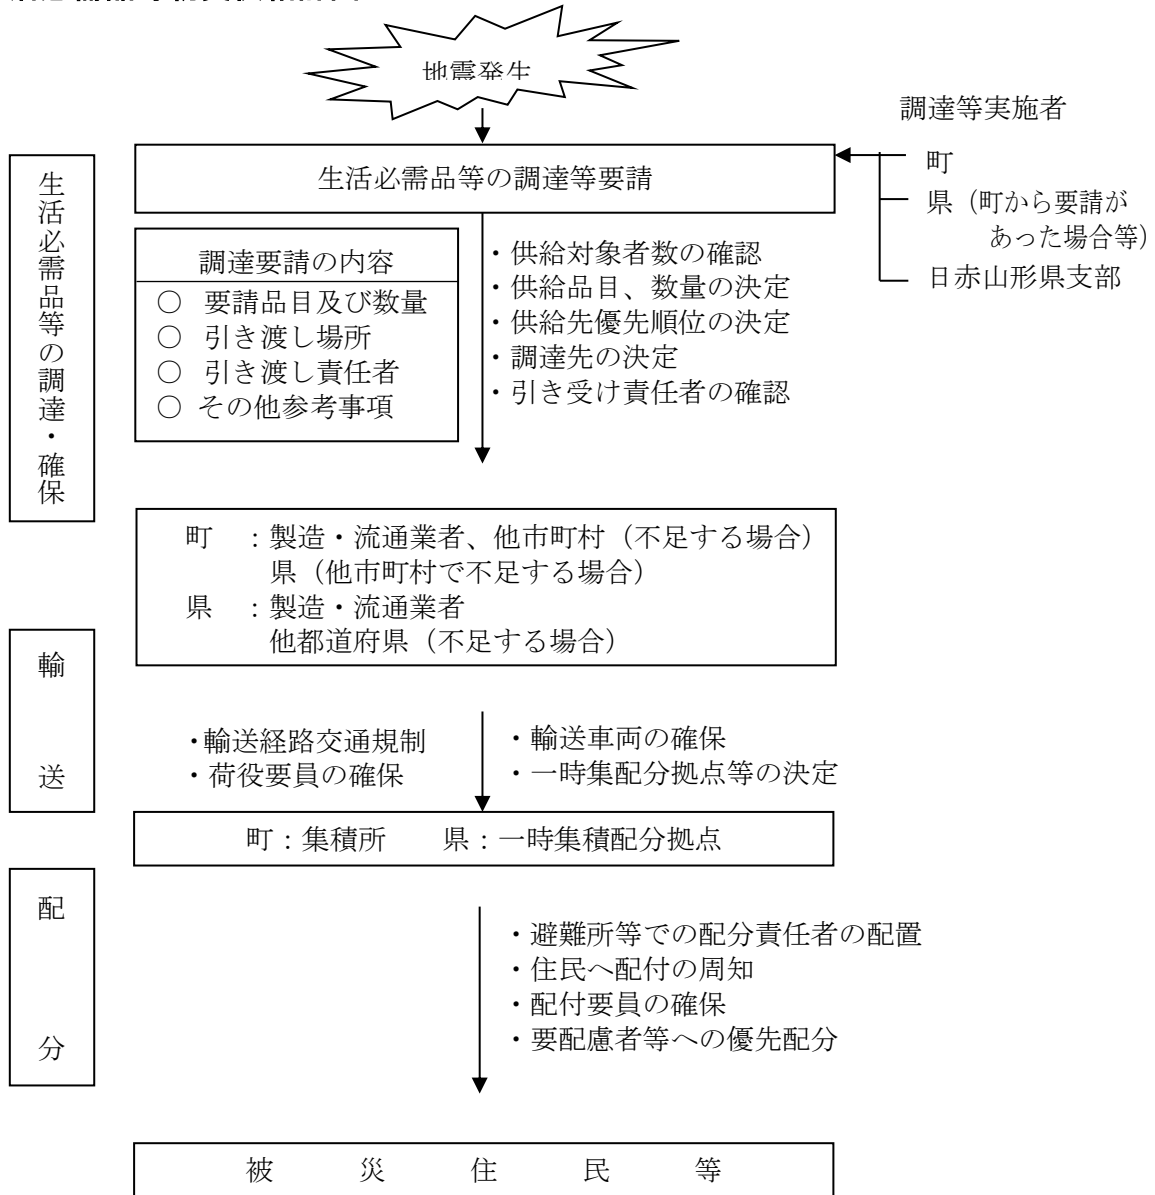 地震発生
調達等実施者
町
県（町から要請が
あった場合等）
日赤山形県支部
生活必需品等の調達・確保
生活必需品等の調達等要請
調達要請の内容
○ 要請品目及び数量
○ 引き渡し場所
○ 引き渡し責任者
○ その他参考事項
・供給対象者数の確認
・供給品目、数量の決定
・供給先優先順位の決定
・調達先の決定
・引き受け責任者の確認
町 ：製造・流通業者、他市町村（不足する場合）
県（他市町村で不足する場合）
県 ：製造・流通業者
他都道府県（不足する場合）
輸送
・輸送経路交通規制
・荷役要員の確保
・輸送車両の確保
・一時集配分拠点等の決定
町：集積所 県：一時集積配分拠点
配分
・避難所等での配分責任者の配置
・住民へ配付の周知
・配付要員の確保
・要配慮者等への優先配分
被災住民等